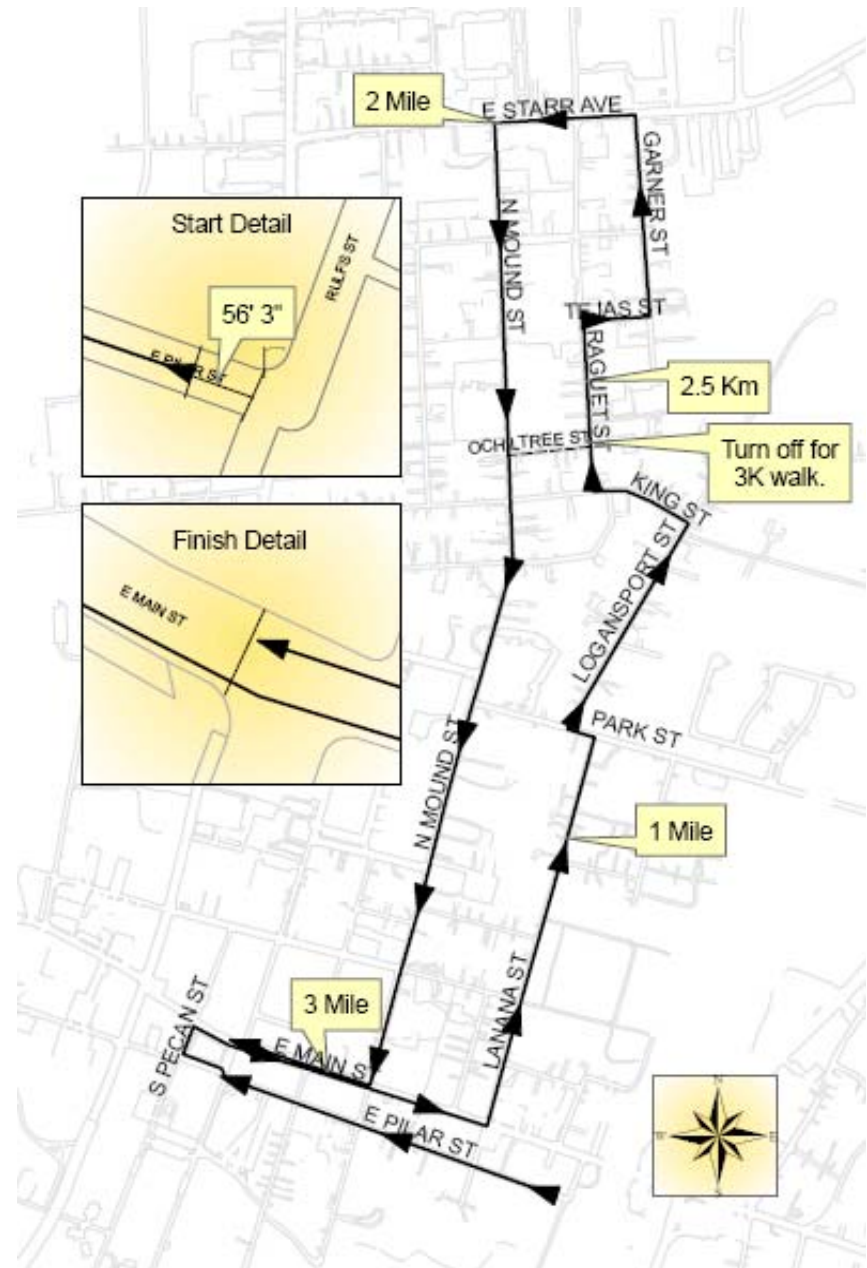 2 Mile
E STARR AVE
GARNER ST
N MOUND ST
Start Detail
RULFS ST
56' 3"
E PILAR ST
TEJAS ST
RAGUET ST
2.5 Km
OCHILTREE ST
Turn off for
3K walk.
KING ST
LOGANSPORT ST
Finish Detail
E MAIN ST
PARK ST
N MOUND ST
1 Mile
LANANA ST
3 Mile
S PECAN ST
E MAIN ST
E PILAR ST
N
W
E
S